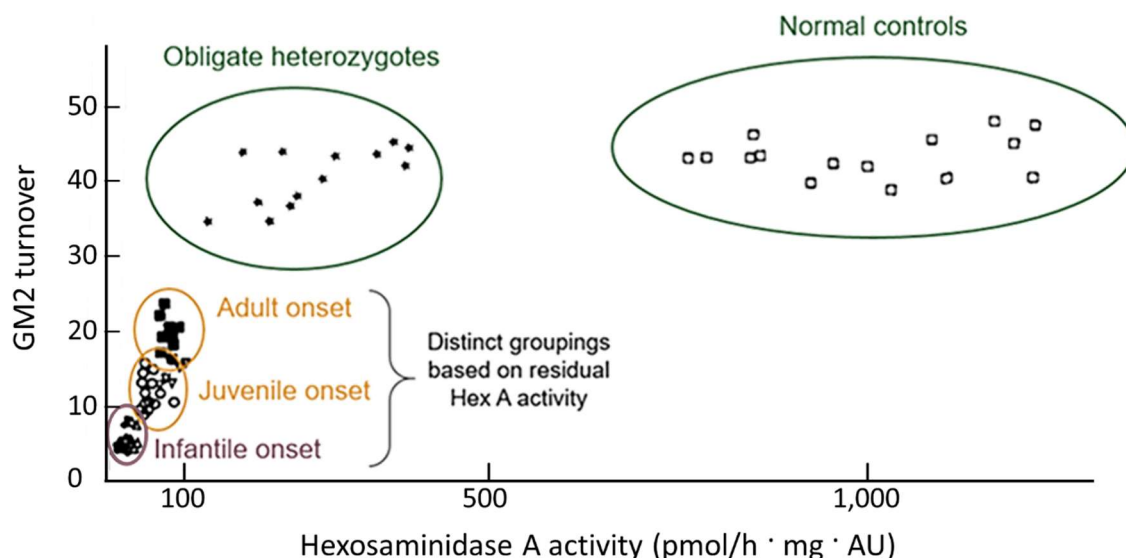 Normal controls
Obligate heterozygotes
GM2 turnover
50
40
30
20
10
0
Adult onset
Juvenile onset
Infantile onset
Distinct groupings
based on residual
Hex A activity
100
500
1,000
Hexosaminidase A activity (pmol/h · mg · AU)